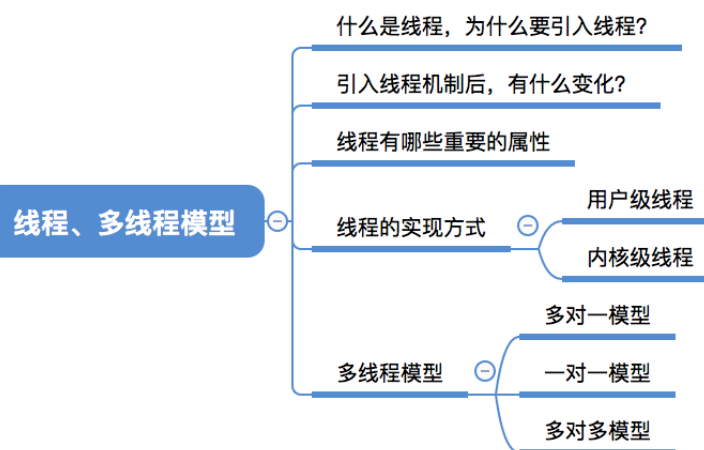 什么是线程，为什么要引入线程？
引入线程机制后，有什么变化？
线程有哪些重要的属性
线程、多线程模型
线程的实现方式
用户级线程
内核级线程
多线程模型
多对一模型
一对一模型
多对多模型